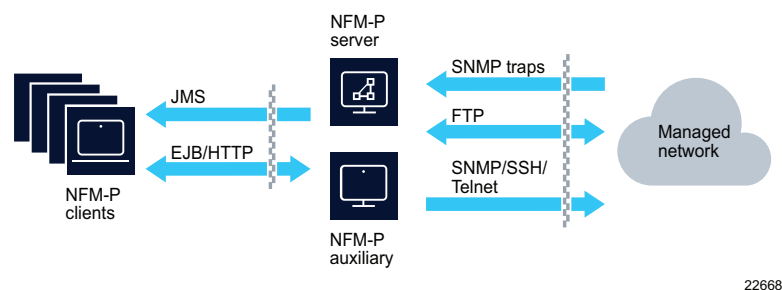 NFM-P
server
SNMP traps
JMS
FTP
Managed
network
EJB/HTTP
SNMP/SSH/
Telnet
NFM-P
clients
NFM-P
auxiliary
22668